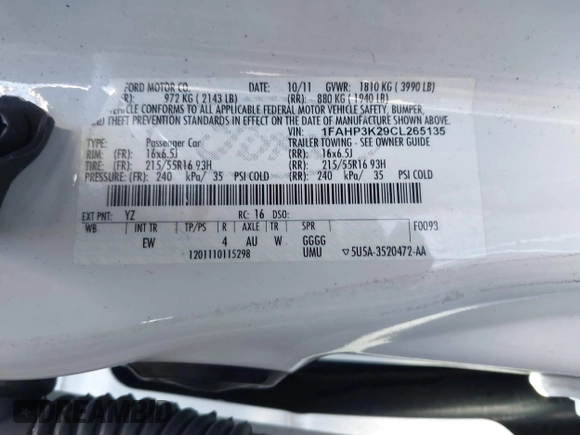 FORD MOTOR CO. 10/11 GVWR: 1810 KG ( 3990 LB)
972 KG ( 2143 LB) (RR): 880 KG ( 1940 LB)
VEHICLE CONFORMS TO ALL APPLICABLE FEDERAL MOTOR VEHICLE SAFETY, BUMPER,
AND THEFT PREVENTION STANDARDS IN EFFECT ON THE DATE OF MANUFACTURE SHOWN ABOVE.
VIN: 1FAHP3K29CL265135
TYPE: Passenger Car TRAILER TOWING - SEE OWNER GUIDE
RIM: (FR): 16x6.5J (RR): 16x6.5J
TIRE: (FR): 215/55R16 93H (RR): 215/55R16 93H
PRESSURE: (FR): 240 kPa/ 35 PSI COLD (RR): 240 kPa/ 35 PSI COLD
EXT PNT: YZ RC: 16 DSO: F0093
WB INT TR TP/PS R AXLE TR SPR
EW 4 AU W GGGG
1201110115298 UMU ▽5U5A-3520472-AA
DREAMBID